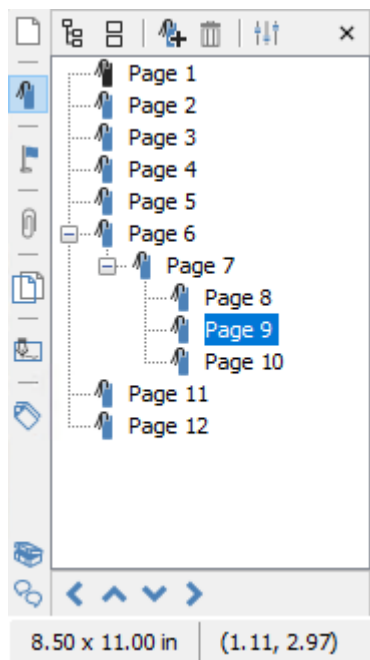 Page 1
Page 2
Page 3
Page 4
Page 5
Page 6
Page 7
Page 8
Page 9
Page 10
Page 11
Page 12
8.50 x 11.00 in (1.11, 2.97)